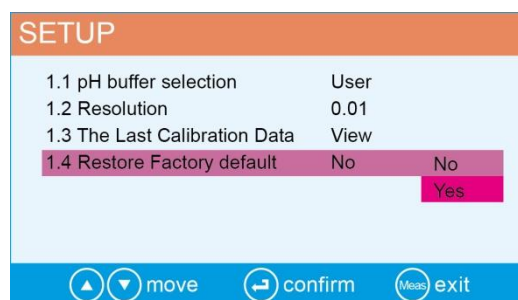 SETUP
1.1 pH buffer selection User
1.2 Resolution 0.01
1.3 The Last Calibration Data View
1.4 Restore Factory default No No
Yes
move confirm Meas exit